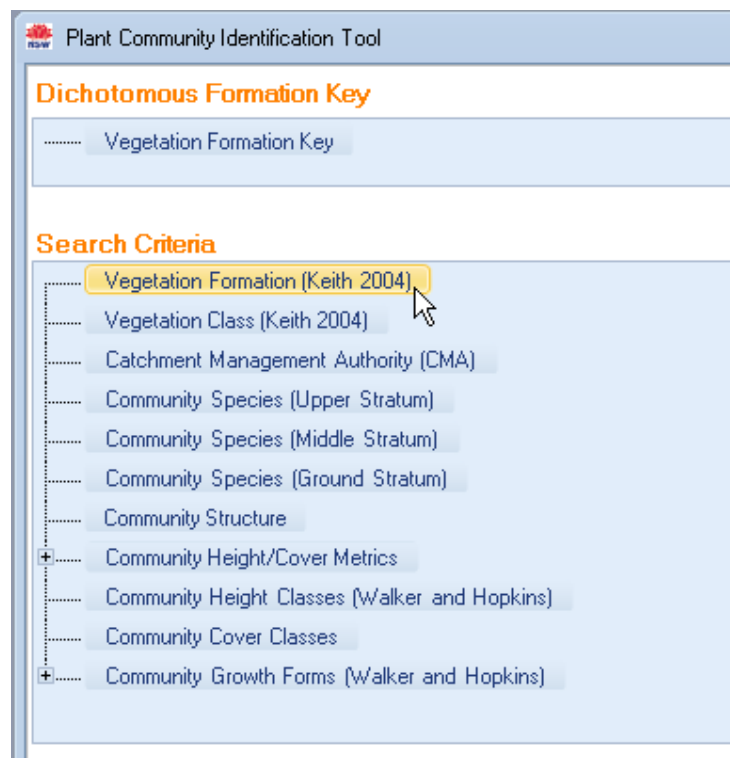 NSW
Plant Community Identification Tool
Dichotomous Formation Key
Vegetation Formation Key
Search Criteria
Vegetation Formation (Keith 2004)
Vegetation Class (Keith 2004)
Catchment Management Authority (CMA)
Community Species (Upper Stratum)
Community Species (Middle Stratum)
Community Species (Ground Stratum)
Community Structure
Community Height/Cover Metrics
Community Height Classes (Walker and Hopkins)
Community Cover Classes
Community Growth Forms (Walker and Hopkins)